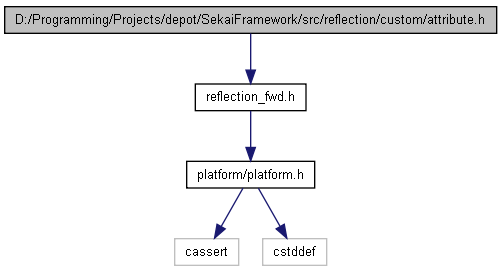 D:/Programming/Projects/depot/SekaiFramework/src/reflection/custom/attribute.h
reflection_fwd.h
platform/platform.h
cassert
cstddef